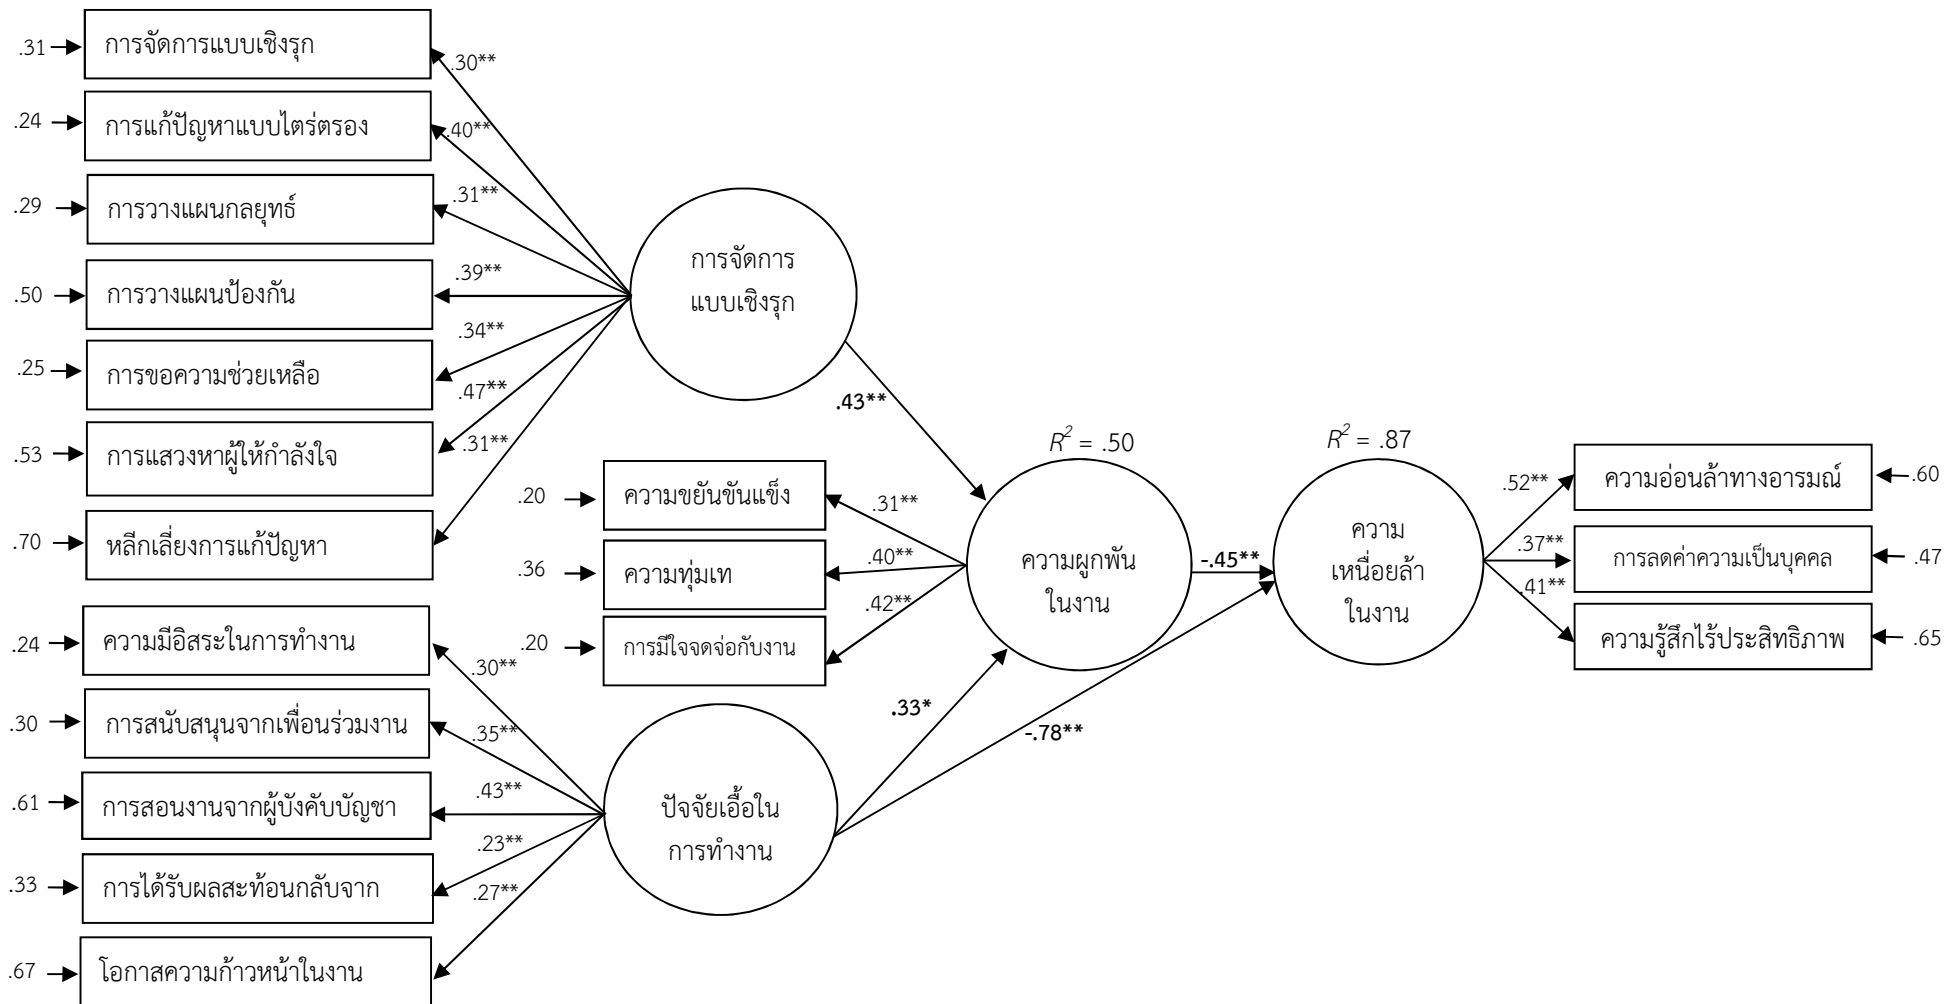 .31
การจัดการแบบเชิงรุก
.30**
.24
การแก้ปัญหาแบบไตร่ตรอง
.40**
.29
การวางแผนกลยุทธ์
.31**
.50
การวางแผนป้องกัน
.39**
.25
การขอความช่วยเหลือ
.34**
.53
การแสวงหาผู้ให้กำลังใจ
.47**
.70
หลีกเลี่ยงการแก้ปัญหา
.31**
การจัดการ
แบบเชิงรุก
.43**
.24
ความมีอิสระในการทำงาน
.30**
.30
การสนับสนุนจากเพื่อนร่วมงาน
.35**
.61
การสอนงานจากผู้บังคับบัญชา
.43**
.33
การได้รับผลสะท้อนกลับจาก
.23**
.67
โอกาสความก้าวหน้าในงาน
.27**
ปัจจัยเอื้อใน
การทำงาน
.33*
-.78**
.20
ความขยันขันแข็ง
.31**
.36
ความทุ่มเท
.40**
.20
การมีใจจดจ่อกับงาน
.42**
R² = .50
ความผูกพัน
ในงาน
-.45**
R² = .87
ความ
เหนื่อยล้า
ในงาน
.52**
ความอ่อนล้าทางอารมณ์
.60
.37**
การลดค่าความเป็นบุคคล
.47
.41**
ความรู้สึกไร้ประสิทธิภาพ
.65